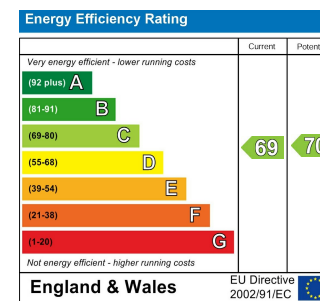 Energy Efficiency Rating
Current Potent
Very energy efficient - lower running costs
(92 plus) A
(81-91) B
(69-80) C
69 70
(55-68) D
(39-54) E
(21-38) F
(1-20) G
Not energy efficient - higher running costs
England & Wales
EU Directive
2002/91/EC